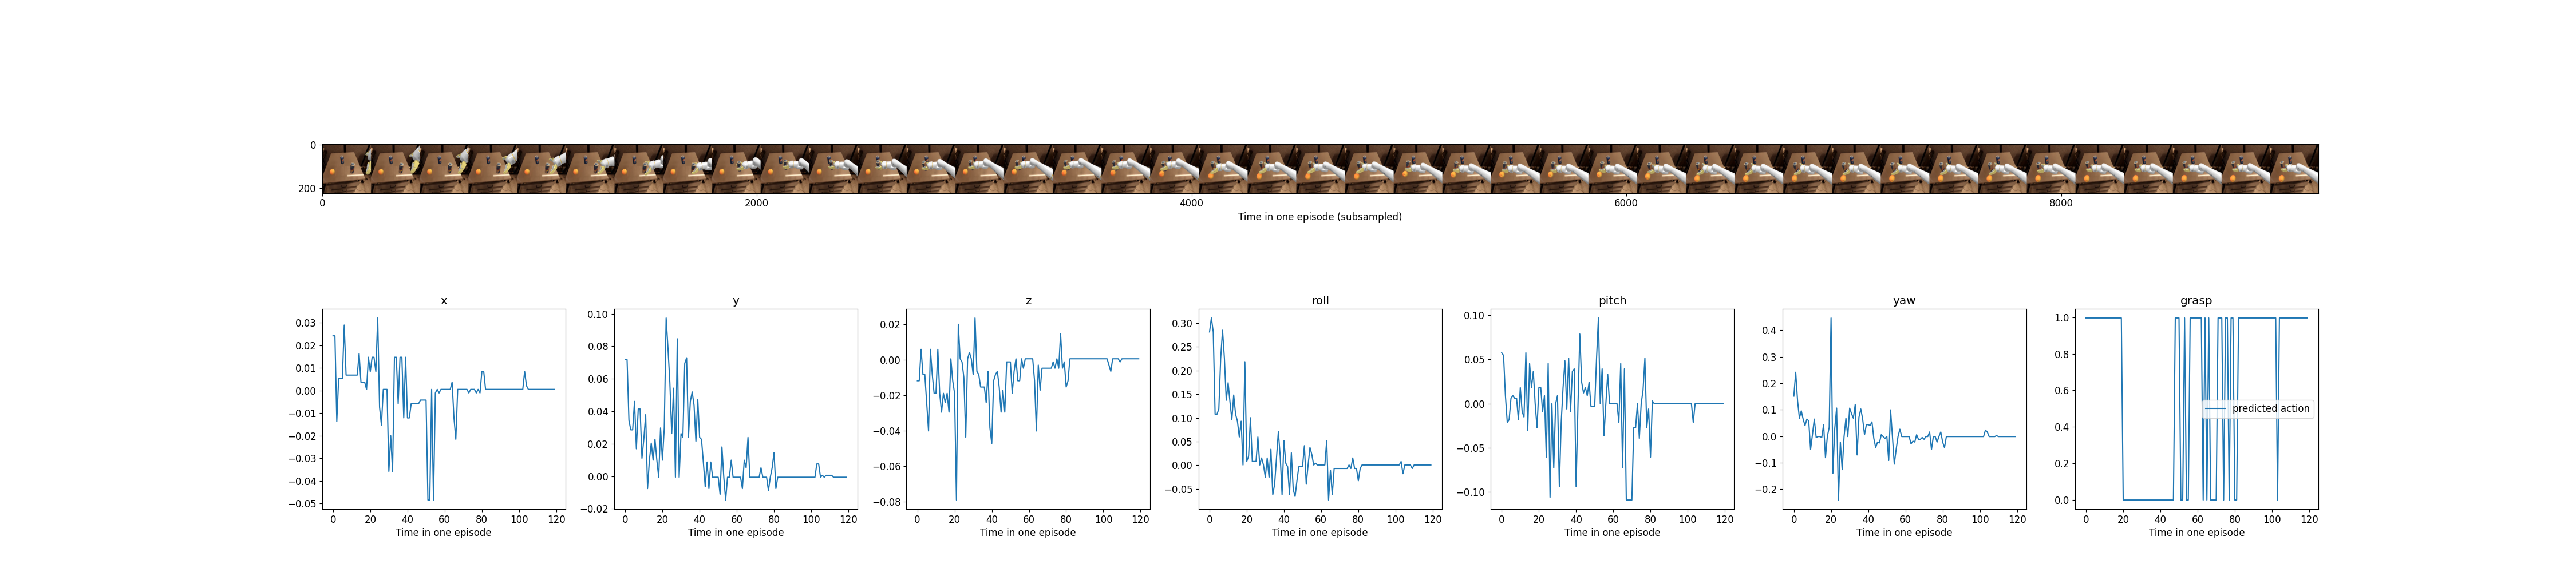 0
200
0 2000 4000 6000 8000
Time in one episode (subsampled)
x
0.03
0.02
0.01
0.00
−0.01
−0.02
−0.03
−0.04
−0.05
0 20 40 60 80 100 120
Time in one episode
y
0.10
0.08
0.06
0.04
0.02
0.00
−0.02
0 20 40 60 80 100 120
Time in one episode
z
0.02
0.00
−0.02
−0.04
−0.06
−0.08
0 20 40 60 80 100 120
Time in one episode
roll
0.30
0.25
0.20
0.15
0.10
0.05
0.00
−0.05
0 20 40 60 80 100 120
Time in one episode
pitch
0.10
0.05
0.00
−0.05
−0.10
0 20 40 60 80 100 120
Time in one episode
yaw
0.4
0.3
0.2
0.1
0.0
−0.1
−0.2
0 20 40 60 80 100 120
Time in one episode
grasp
1.0
0.8
0.6
0.4
0.2
0.0
predicted action
0 20 40 60 80 100 120
Time in one episode